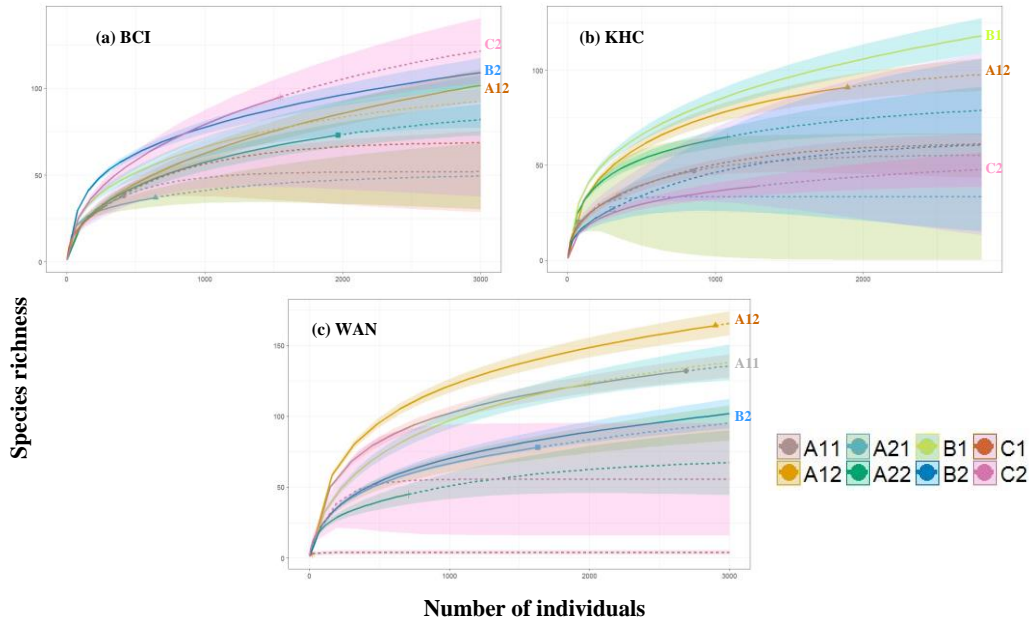 (a) BCI
C2
B2
A12
100
50
0
0
1000
2000
3000
(b) KHC
B1
A12
C2
100
50
0
0
1000
2000
Species richness
(c) WAN
A12
A11
B2
150
100
50
0
0
1000
2000
3000
A11 A21 B1 C1
A12 A22 B2 C2
Number of individuals